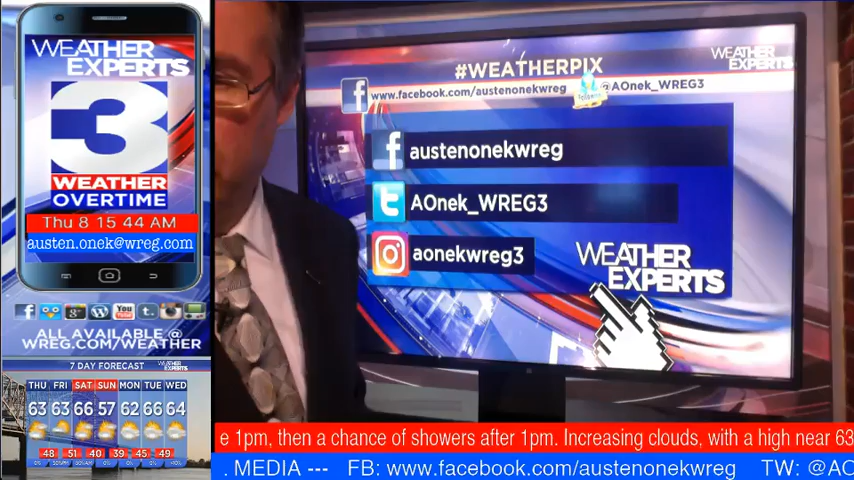 WEATHER
EXPERTS
3
WEATHER
OVERTIME
Thu 8 15 44 AM
austen.onek@wreg.com
You
ALL AVAILABLE @
WREG.COM/WEATHER
7 DAY FORECAST
WEATHER
EXPERTS
THU FRI SAT SUN MON TUE WED
63 63 66 57 62 66 64
48 51 40 39 45 49
#WEATHERPIX
WEATHER
EXPERTS
www.facebook.com/austenonekwreg @AOnek_WREG3
austenonekwreg
AOnek_WREG3
aonekwreg3
WEATHER
EXPERTS
e 1pm, then a chance of showers after 1pm. Increasing clouds, with a high near 63
. MEDIA --- FB: www.facebook.com/austenonekwreg TW: @AO